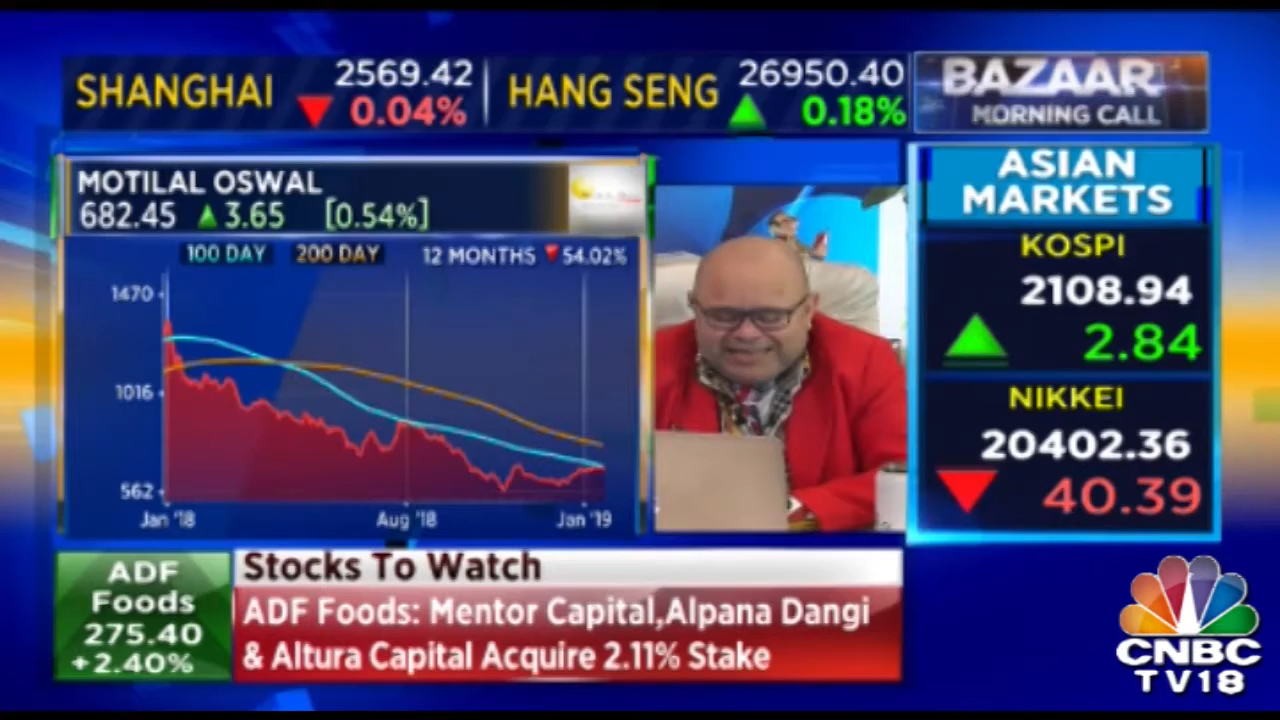 SHANGHAI
2569.42
▼ 0.04%
HANG SENG
26950.40
▲ 0.18%
BAZAAR
MORNING CALL
MOTILAL OSWAL
682.45 ▲ 3.65 [0.54%]
100 DAY 200 DAY 12 MONTHS ▼ 54.02%
1470
1016
562
Jan '18 Aug '18 Jan '19
ASIAN
MARKETS
KOSPI
2108.94
▲ 2.84
NIKKEI
20402.36
▼ 40.39
ADF
Foods
275.40
+2.40%
Stocks To Watch
ADF Foods: Mentor Capital,Alpana Dangi
& Altura Capital Acquire 2.11% Stake
CNBC
TV18